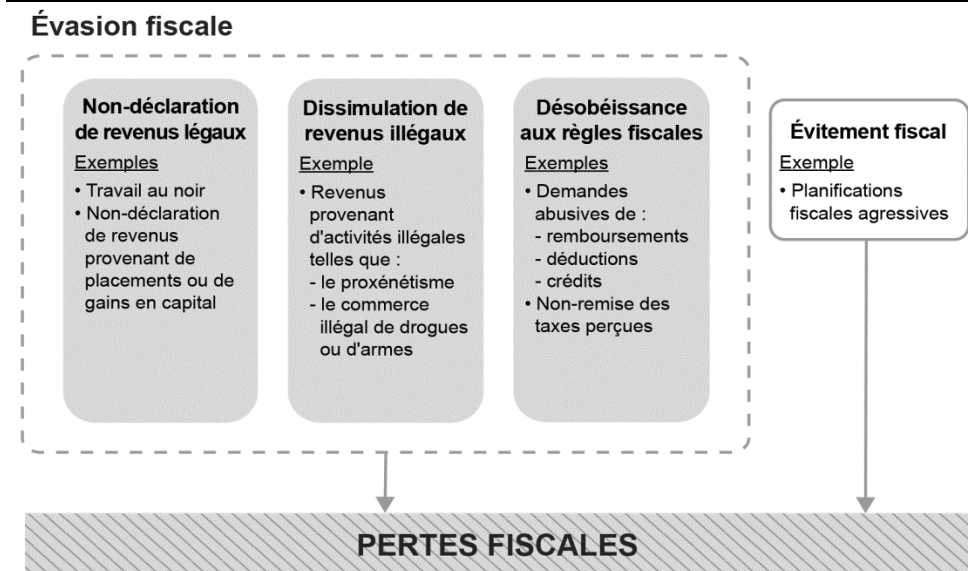 Évasion fiscale
Non-déclaration
de revenus légaux
Exemples
• Travail au noir
• Non-déclaration
de revenus
provenant de
placements ou de
gains en capital
Dissimulation de
revenus illégaux
Exemple
• Revenus
provenant
d'activités illégales
telles que :
- le proxénétisme
- le commerce
illégal de drogues
ou d'armes
Désobéissance
aux règles fiscales
Exemples
• Demandes
abusives de :
- remboursements
- déductions
- crédits
• Non-remise des
taxes perçues
Évitement fiscal
Exemple
• Planifications
fiscales agressives
PERTES FISCALES